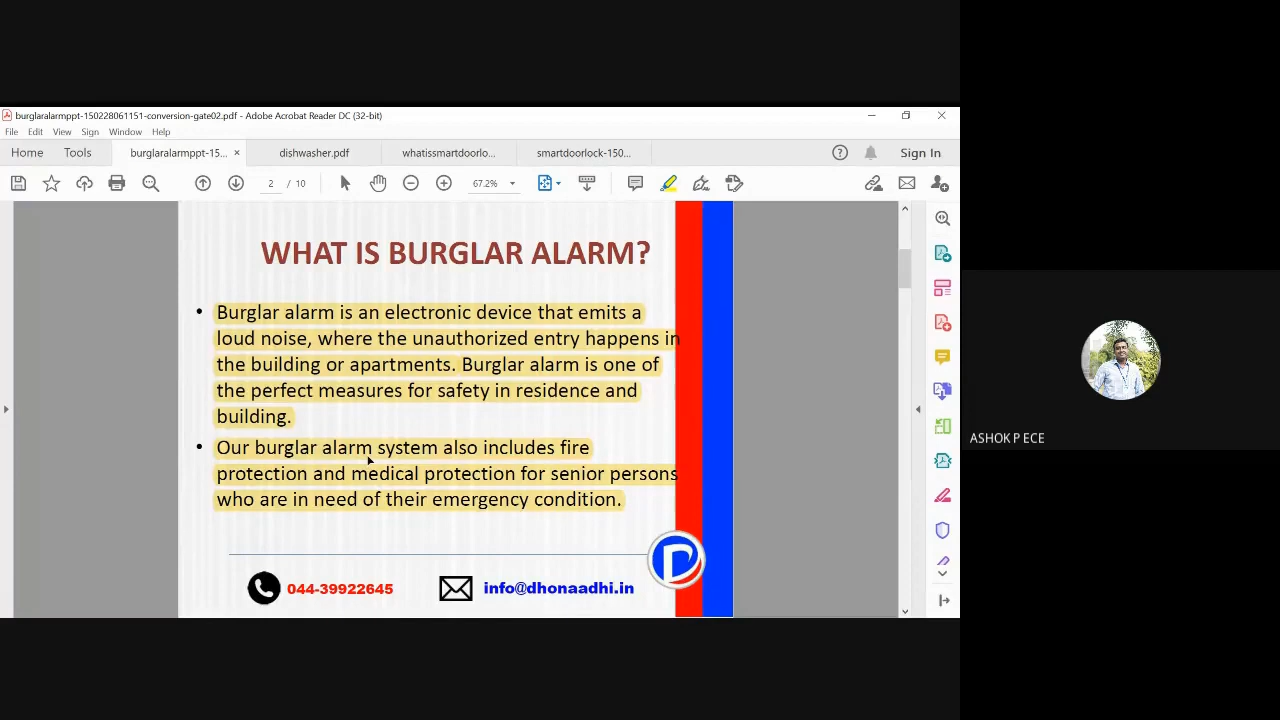 burglaralarmppt-150228061151-conversion-gate02.pdf - Adobe Acrobat Reader DC (32-bit)
File Edit View Sign Window Help
Home Tools burglaralarmppt-15... × dishwasher.pdf whatissmartdoorlo... smartdoorlock-150... Sign In
2 / 10 67.2%
WHAT IS BURGLAR ALARM?
• Burglar alarm is an electronic device that emits a
loud noise, where the unauthorized entry happens in
the building or apartments. Burglar alarm is one of
the perfect measures for safety in residence and
building.
• Our burglar alarm system also includes fire
protection and medical protection for senior persons
who are in need of their emergency condition.
044-39922645 info@dhonaadhi.in
ASHOK P ECE